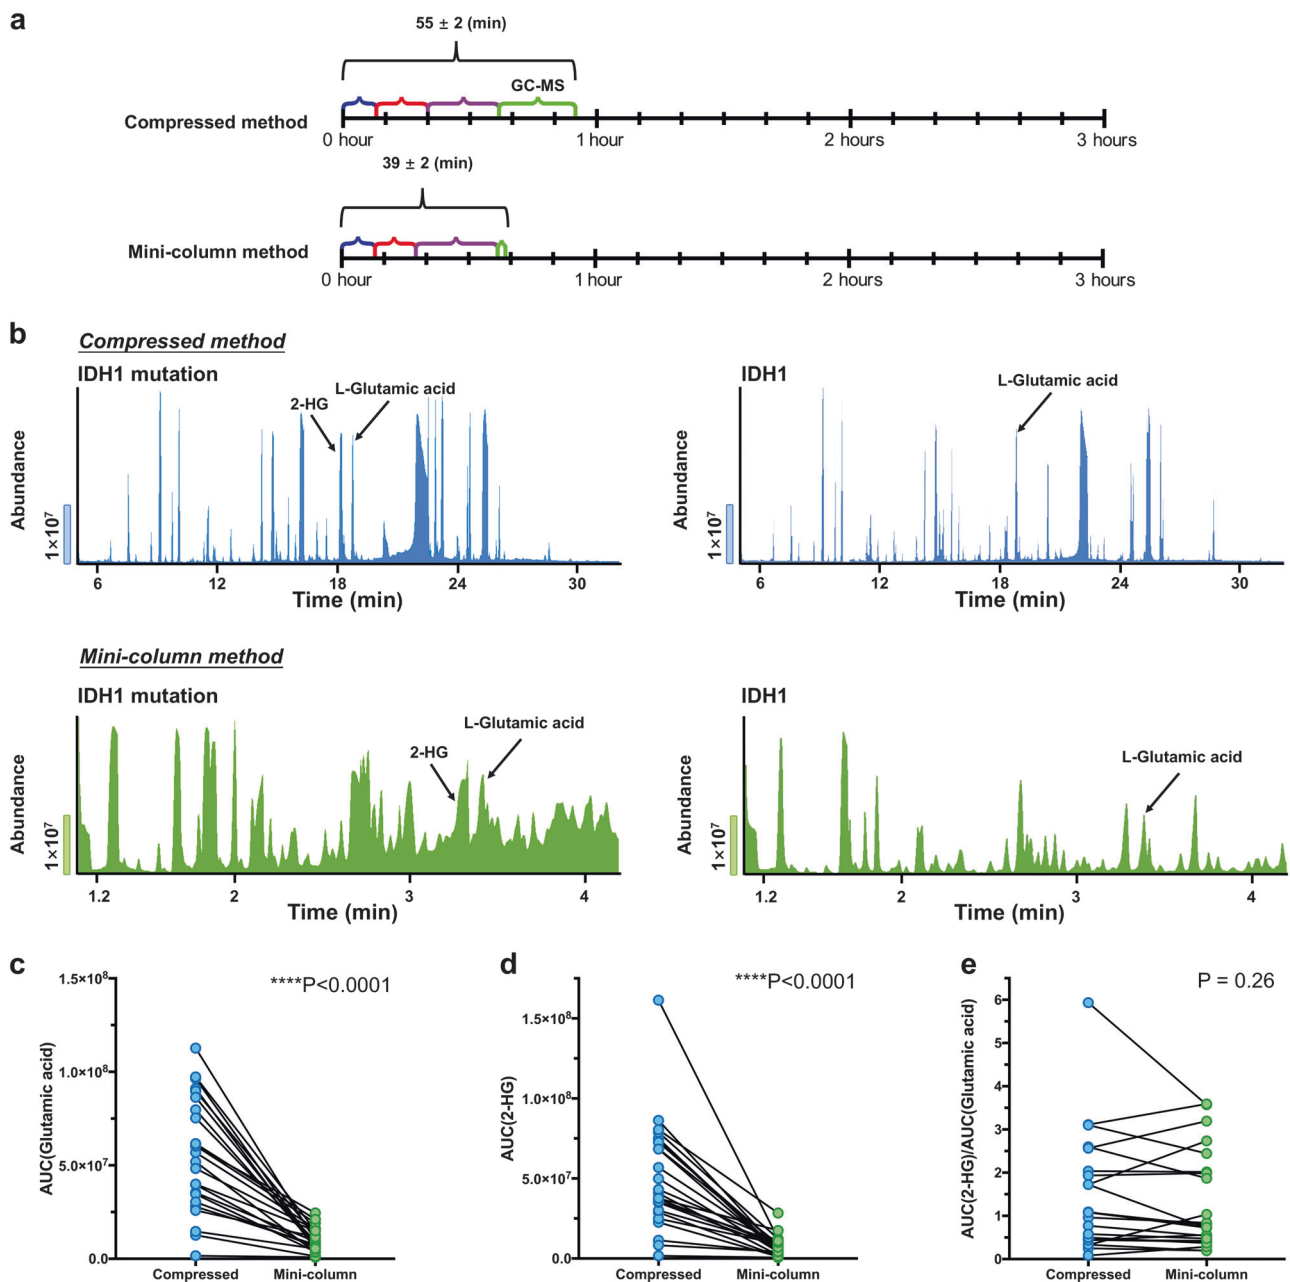 a
55 ± 2 (min)
GC-MS
Compressed method
0 hour 1 hour 2 hours 3 hours
39 ± 2 (min)
Mini-column method
0 hour 1 hour 2 hours 3 hours
b
Compressed method
IDH1 mutation
2-HG
L-Glutamic acid
Abundance
1×10⁷
6 12 18 24 30
Time (min)
IDH1
L-Glutamic acid
Abundance
1×10⁷
6 12 18 24 30
Time (min)
Mini-column method
IDH1 mutation
2-HG
L-Glutamic acid
Abundance
1×10⁷
1.2 2 3 4
Time (min)
IDH1
L-Glutamic acid
Abundance
1×10⁷
1.2 2 3 4
Time (min)
c
****P<0.0001
AUC(Glutamic acid)
1.5×10⁸
1.0×10⁸
5.0×10⁷
0.0
Compressed Mini-column
d
****P<0.0001
AUC(2-HG)
1.5×10⁸
1.0×10⁸
5.0×10⁷
0.0
Compressed Mini-column
e
P = 0.26
AUC(2-HG)/AUC(Glutamic acid)
6
5
4
3
2
1
0
Compressed Mini-column